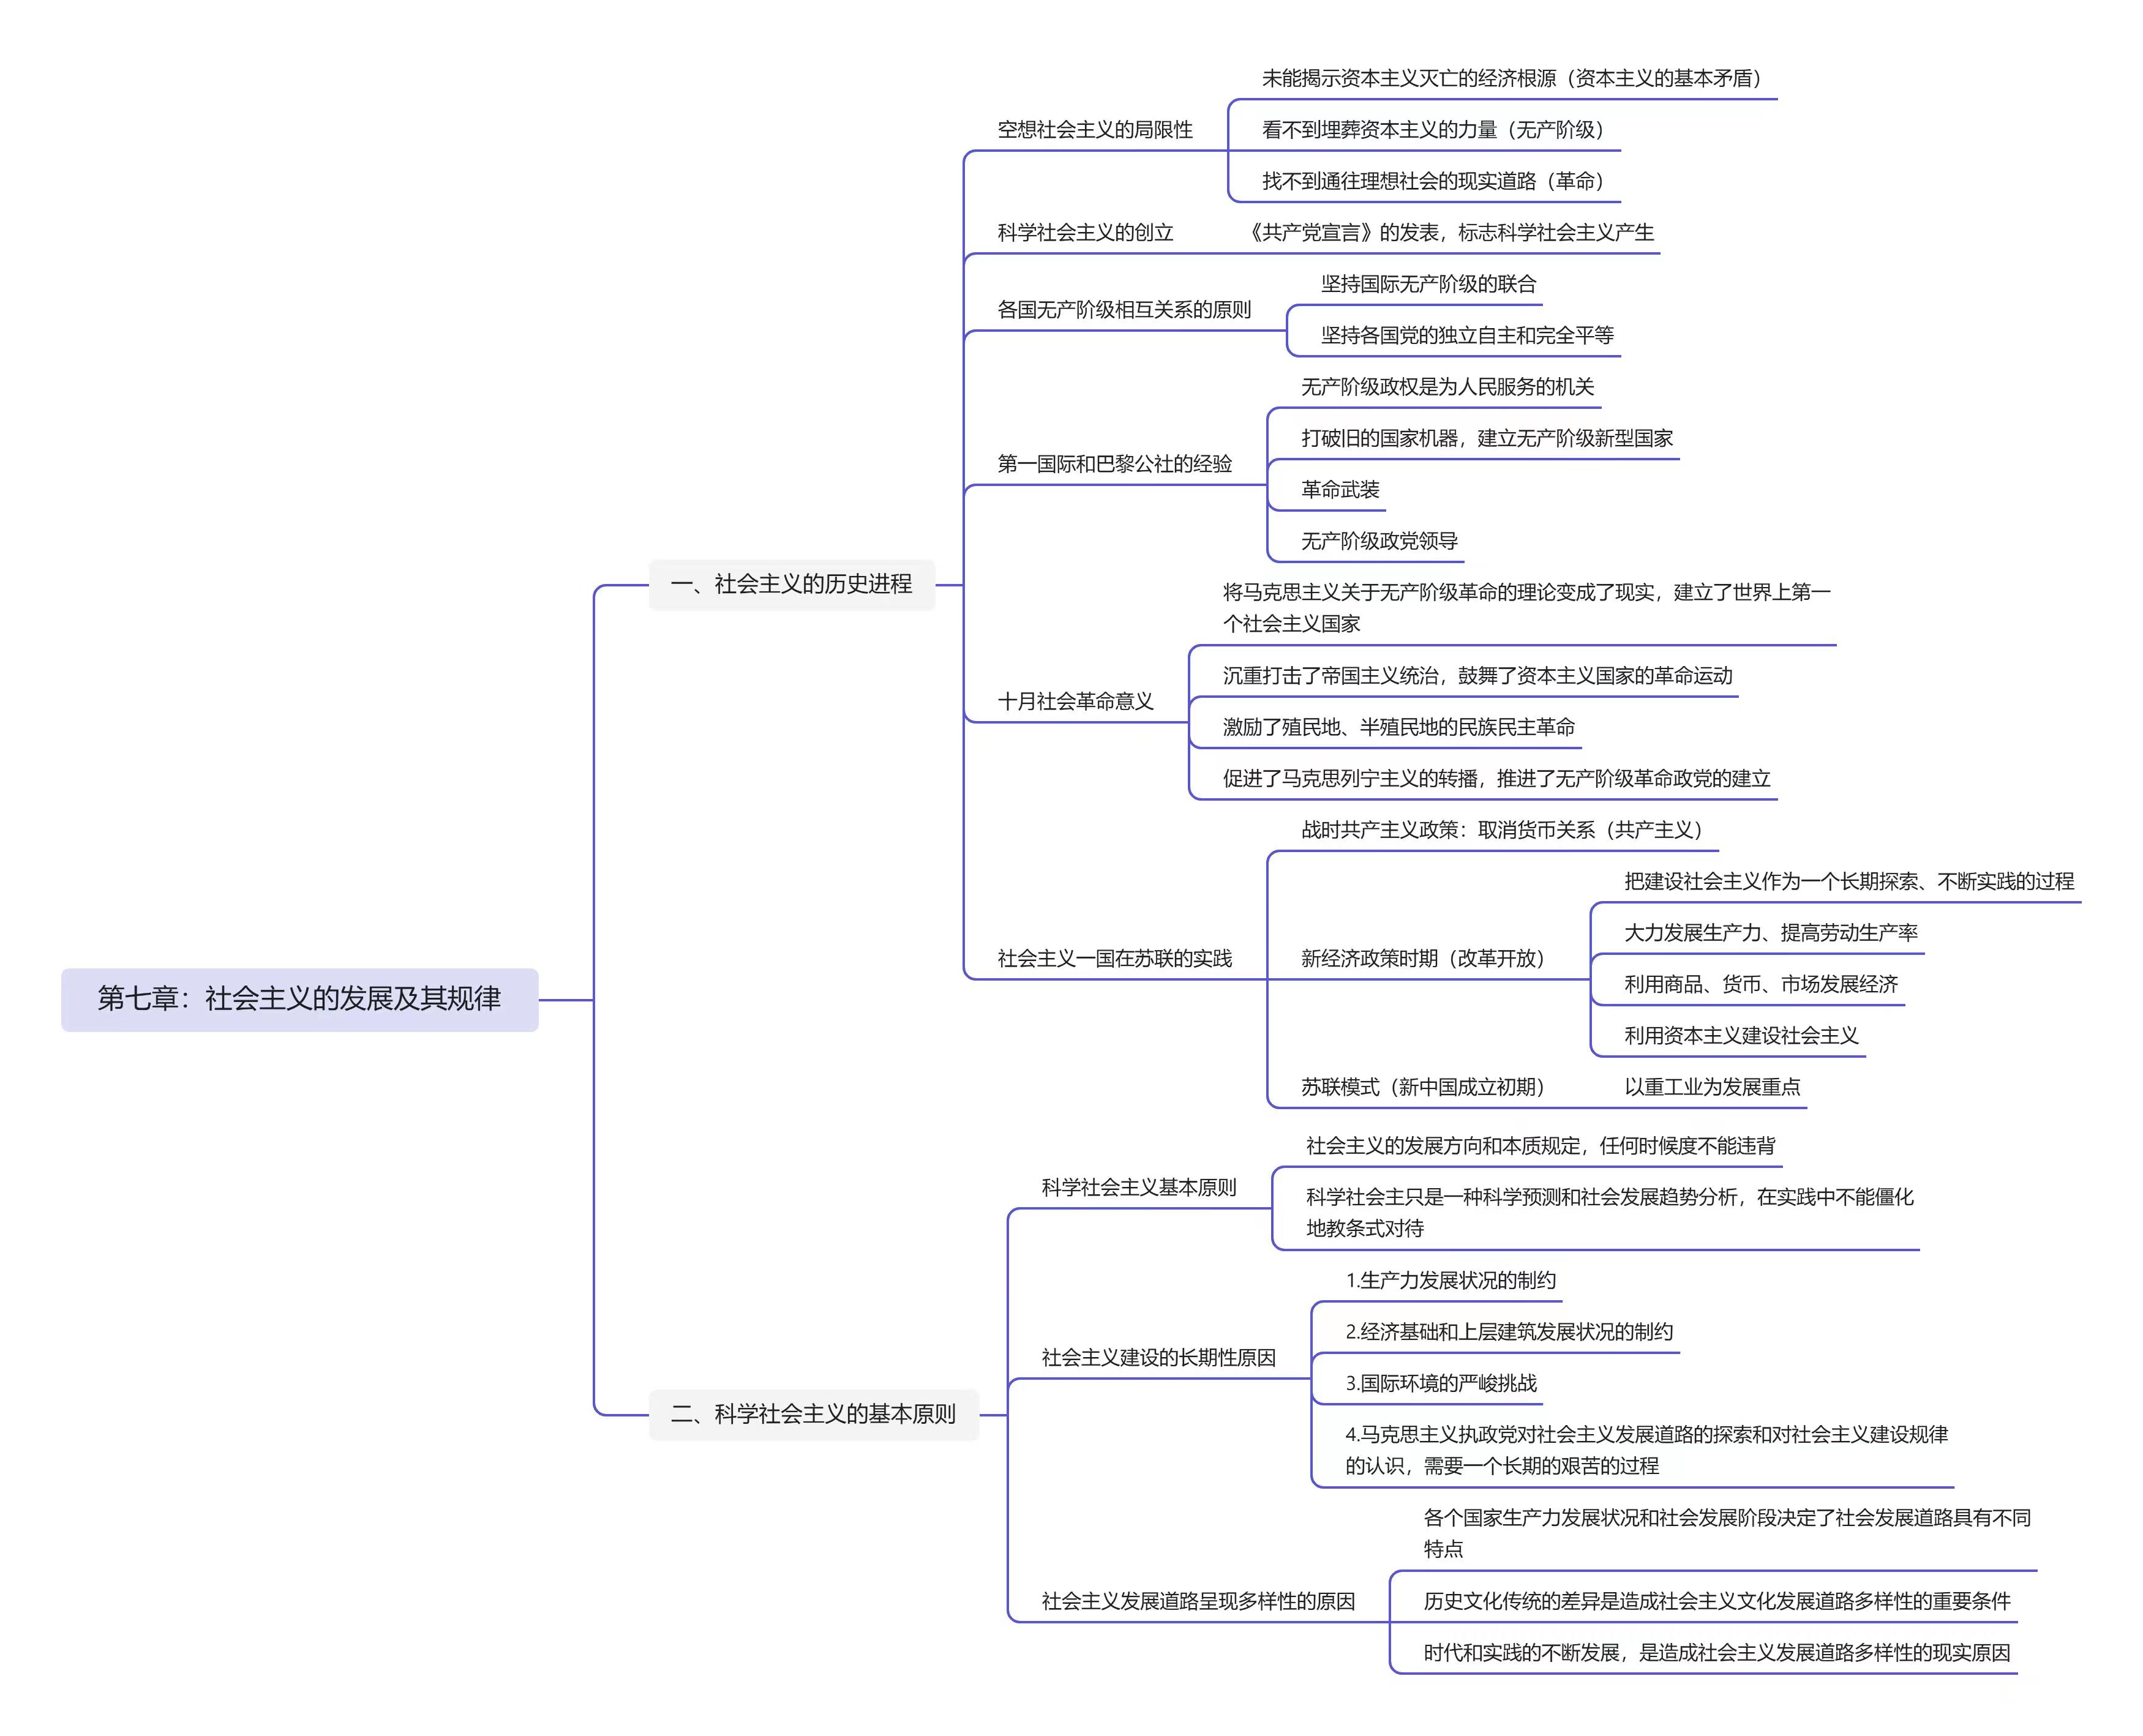 第七章：社会主义的发展及其规律
一、社会主义的历史进程
空想社会主义的局限性
未能揭示资本主义灭亡的经济根源（资本主义的基本矛盾）
看不到埋葬资本主义的力量（无产阶级）
找不到通往理想社会的现实道路（革命）
科学社会主义的创立
《共产党宣言》的发表，标志科学社会主义产生
各国无产阶级相互关系的原则
坚持国际无产阶级的联合
坚持各国党的独立自主和完全平等
第一国际和巴黎公社的经验
无产阶级政权是为人民服务的机关
打破旧的国家机器，建立无产阶级新型国家
革命武装
无产阶级政党领导
十月社会革命意义
将马克思主义关于无产阶级革命的理论变成了现实，建立了世界上第一
个社会主义国家
沉重打击了帝国主义统治，鼓舞了资本主义国家的革命运动
激励了殖民地、半殖民地的民族民主革命
促进了马克思列宁主义的转播，推进了无产阶级革命政党的建立
社会主义一国在苏联的实践
战时共产主义政策：取消货币关系（共产主义）
新经济政策时期（改革开放）
把建设社会主义作为一个长期探索、不断实践的过程
大力发展生产力、提高劳动生产率
利用商品、货币、市场发展经济
利用资本主义建设社会主义
苏联模式（新中国成立初期）
以重工业为发展重点
二、科学社会主义的基本原则
科学社会主义基本原则
社会主义的发展方向和本质规定，任何时候度不能违背
科学社会主只是一种科学预测和社会发展趋势分析，在实践中不能僵化
地教条式对待
社会主义建设的长期性原因
1.生产力发展状况的制约
2.经济基础和上层建筑发展状况的制约
3.国际环境的严峻挑战
4.马克思主义执政党对社会主义发展道路的探索和对社会主义建设规律
的认识，需要一个长期的艰苦的过程
社会主义发展道路呈现多样性的原因
各个国家生产力发展状况和社会发展阶段决定了社会发展道路具有不同
特点
历史文化传统的差异是造成社会主义文化发展道路多样性的重要条件
时代和实践的不断发展，是造成社会主义发展道路多样性的现实原因